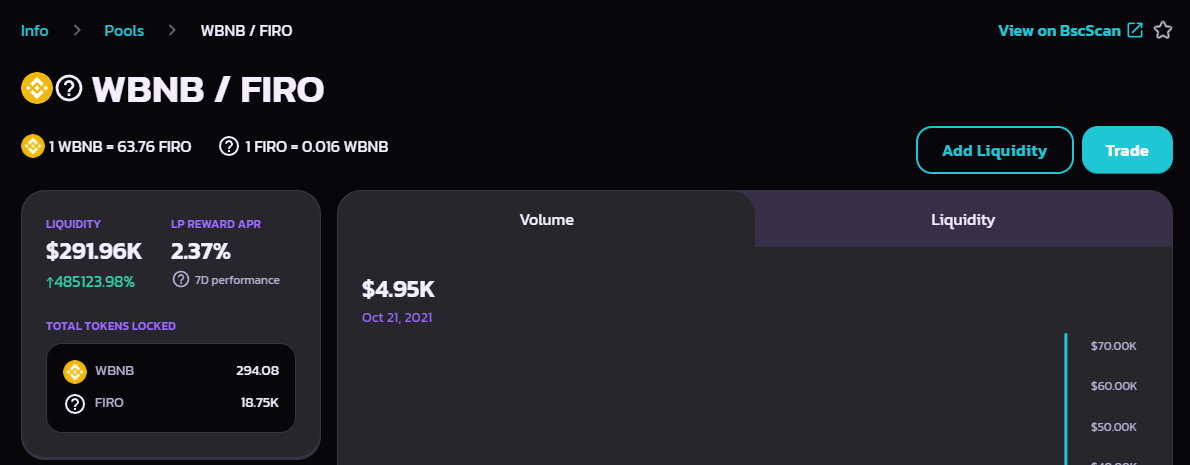 Info > Pools > WBNB / FIRO
View on BscScan
WBNB / FIRO
1 WBNB = 63.76 FIRO
1 FIRO = 0.016 WBNB
Add Liquidity
Trade
LIQUIDITY
$291.96K
↑485123.98%
LP REWARD APR
2.37%
7D performance
TOTAL TOKENS LOCKED
WBNB 294.08
FIRO 18.75K
Volume
Liquidity
$4.95K
Oct 21, 2021
$70.00K
$60.00K
$50.00K